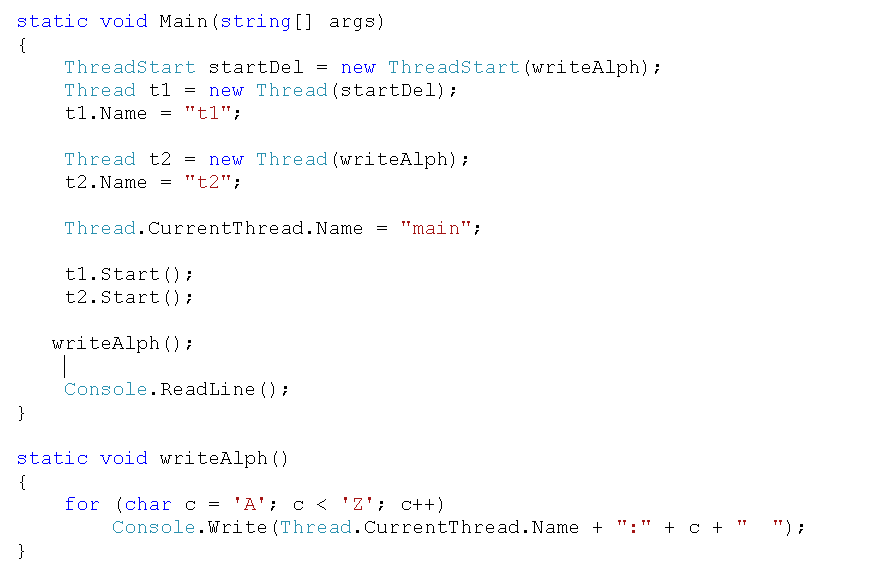 static void Main(string[] args)
{
    ThreadStart startDel = new ThreadStart(writeAlph);
    Thread t1 = new Thread(startDel);
    t1.Name = "t1";

    Thread t2 = new Thread(writeAlph);
    t2.Name = "t2";

    Thread.CurrentThread.Name = "main";

    t1.Start();
    t2.Start();

   writeAlph();

    Console.ReadLine();
}

static void writeAlph()
{
    for (char c = 'A'; c < 'Z'; c++)
        Console.Write(Thread.CurrentThread.Name + ":" + c + "  ");
}